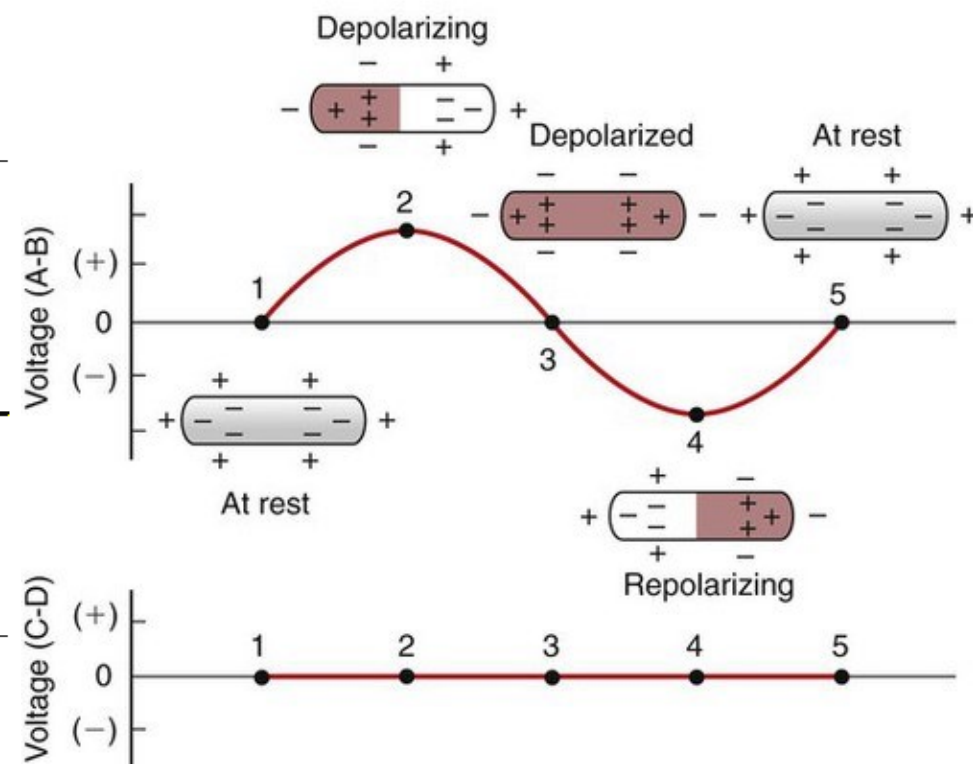 Depolarizing
− +
− + + + − − − +
− +
Depolarized
− −
− + + + + + + −
− −
At rest
+ +
+ − − − − − − +
+ +
Voltage (A-B)
(+)
0
(−)
1
2
3
4
5
+ +
+ − − − − − − +
+ +
At rest
+ −
+ − − − + + + −
+ −
Repolarizing
Voltage (C-D)
(+)
0
(−)
1 2 3 4 5